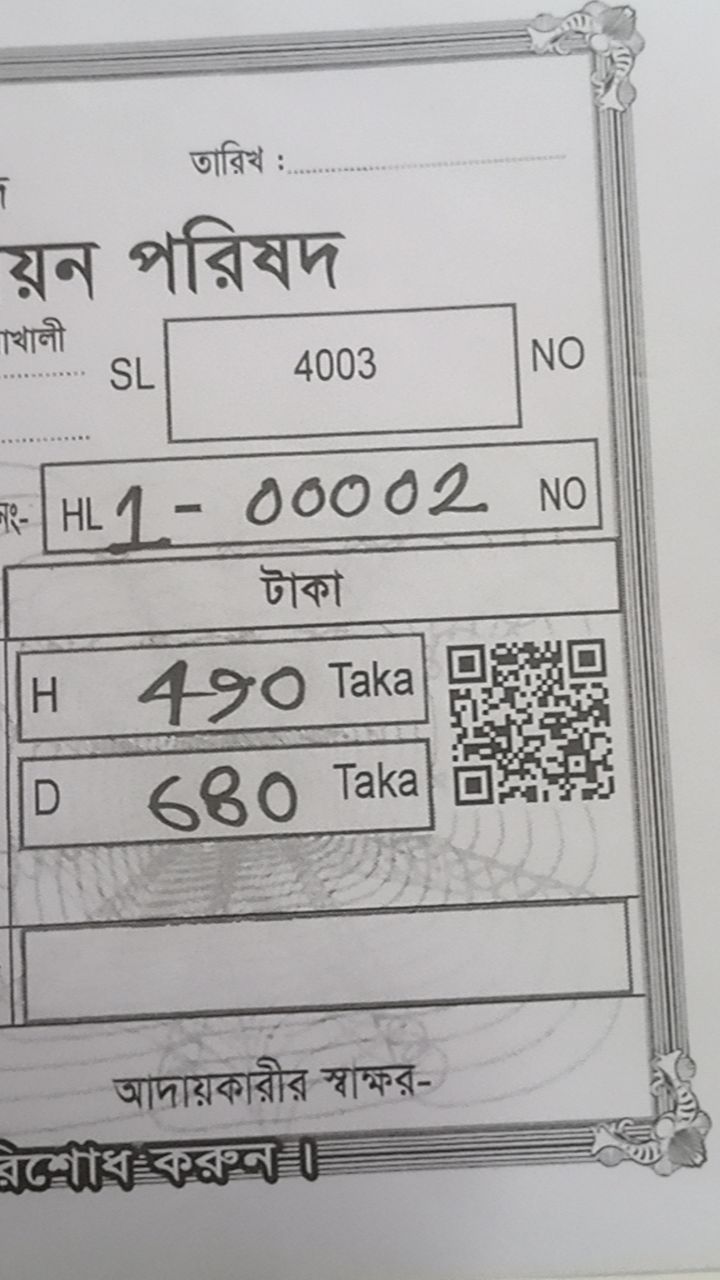 তারিখ :
য়ন পরিষদ
াখালী
SL 4003 NO
নং- HL 1 - 00002 NO
টাকা
H 490 Taka
D 680 Taka
আদায়কারীর স্বাক্ষর-
রিশোধ করুন।